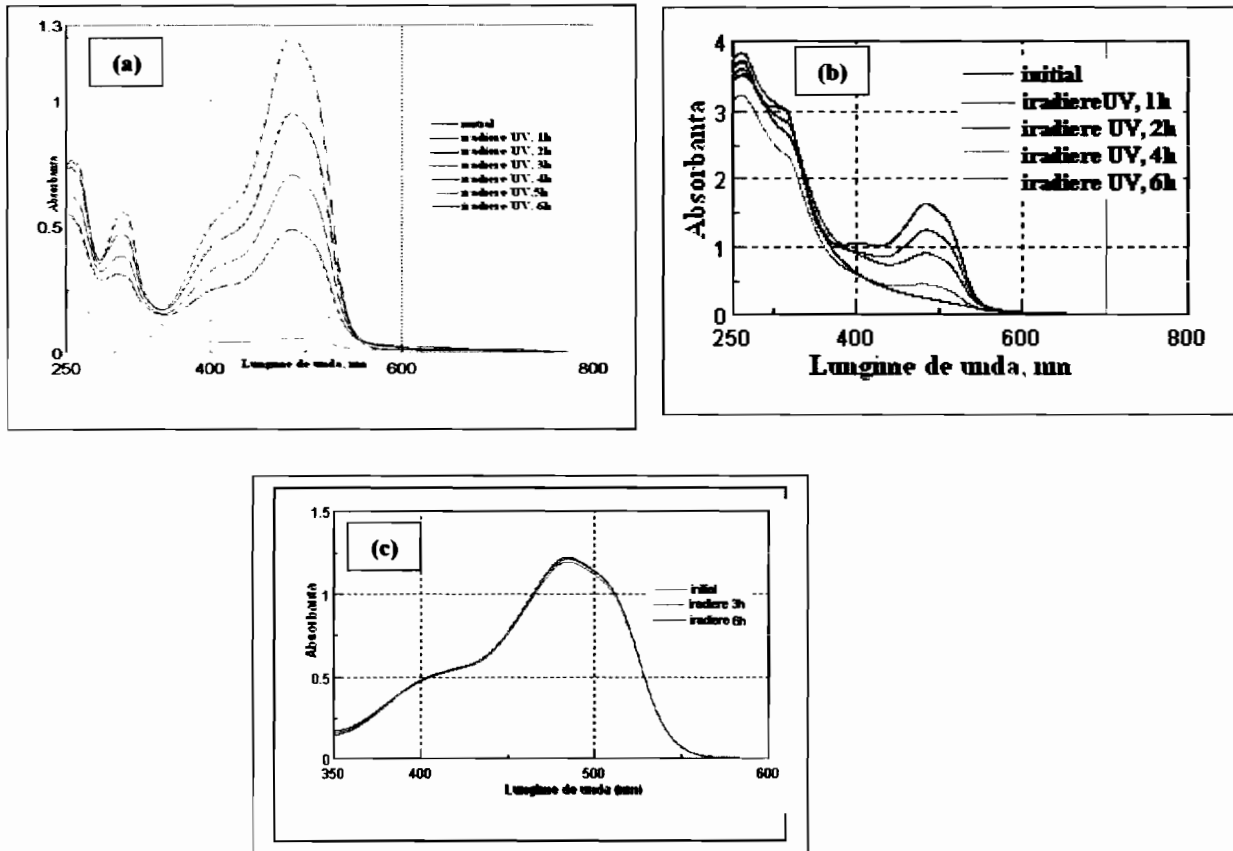 (a)
1.3
1
0.5
0
250
400
600
800
Absorbanta
Lungime de unda, nm
initial
iradiere UV, 1h
iradiere UV, 2h
iradiere UV, 3h
iradiere UV, 4h
iradiere UV, 5h
iradiere UV, 6h
(b)
4
3
2
1
0
250
400
600
800
Absorbanta
Lungime de unda, nm
initial
iradiere UV, 1h
iradiere UV, 2h
iradiere UV, 4h
iradiere UV, 6h
(c)
1.5
1
0.5
0
350
400
500
600
Absorbanta
Lungime de unda (nm)
initial
iradiere 3h
iradiere 6h